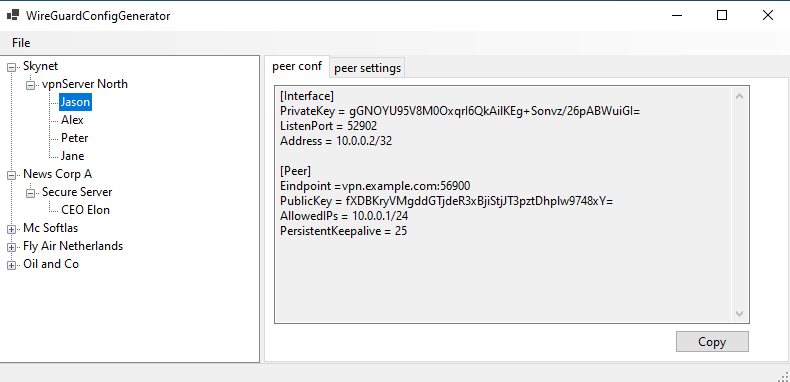 WireGuardConfigGenerator
File
Skynet
vpnServer North
Jason
Alex
Peter
Jane
News Corp A
Secure Server
CEO Elon
Mc Softlas
Fly Air Netherlands
Oil and Co
peer conf
peer settings
[Interface]
PrivateKey = gGNOYU95V8M0Oxqrl6QkAilKEg+Sonvz/26pABWuiGI=
ListenPort = 52902
Address = 10.0.0.2/32
[Peer]
Eindpoint =vpn.example.com:56900
PublicKey = fXDBKryVMgddGTjdeR3xBjiStjJT3pztDhplw9748xY=
AllowedIPs = 10.0.0.1/24
PersistentKeepalive = 25
Copy